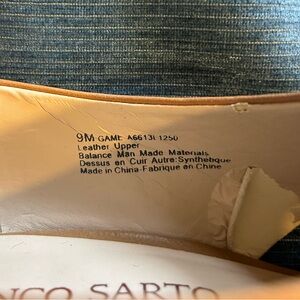 9M GAME A6613L1250
Leather Upper
Balance Man Made Materials
Dessus en Cuir Autre:Synthetique
Made in China-Fabrique en Chine
NCO SARTO